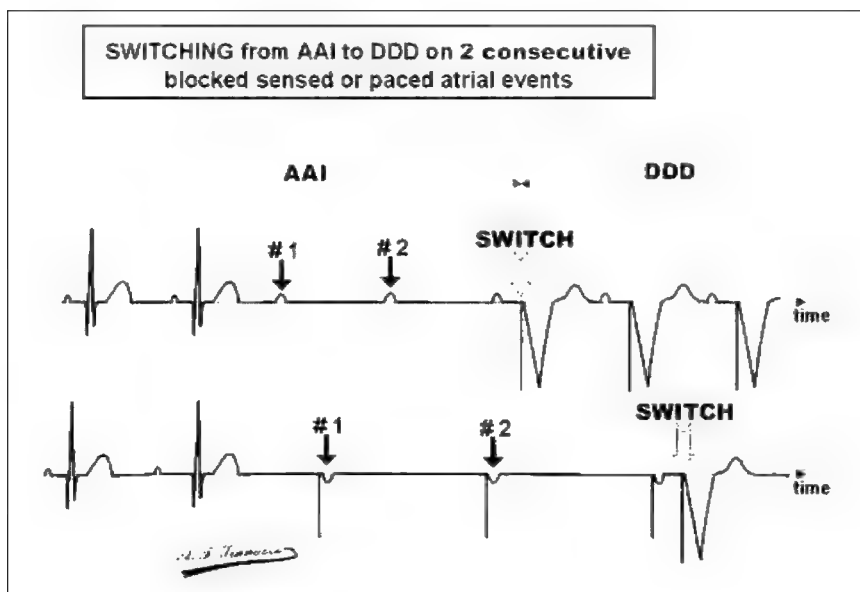 SWITCHING from AAI to DDD on 2 consecutive
blocked sensed or paced atrial events
AAI
DDD
#1
#2
SWITCH
time
#1
#2
SWITCH
time